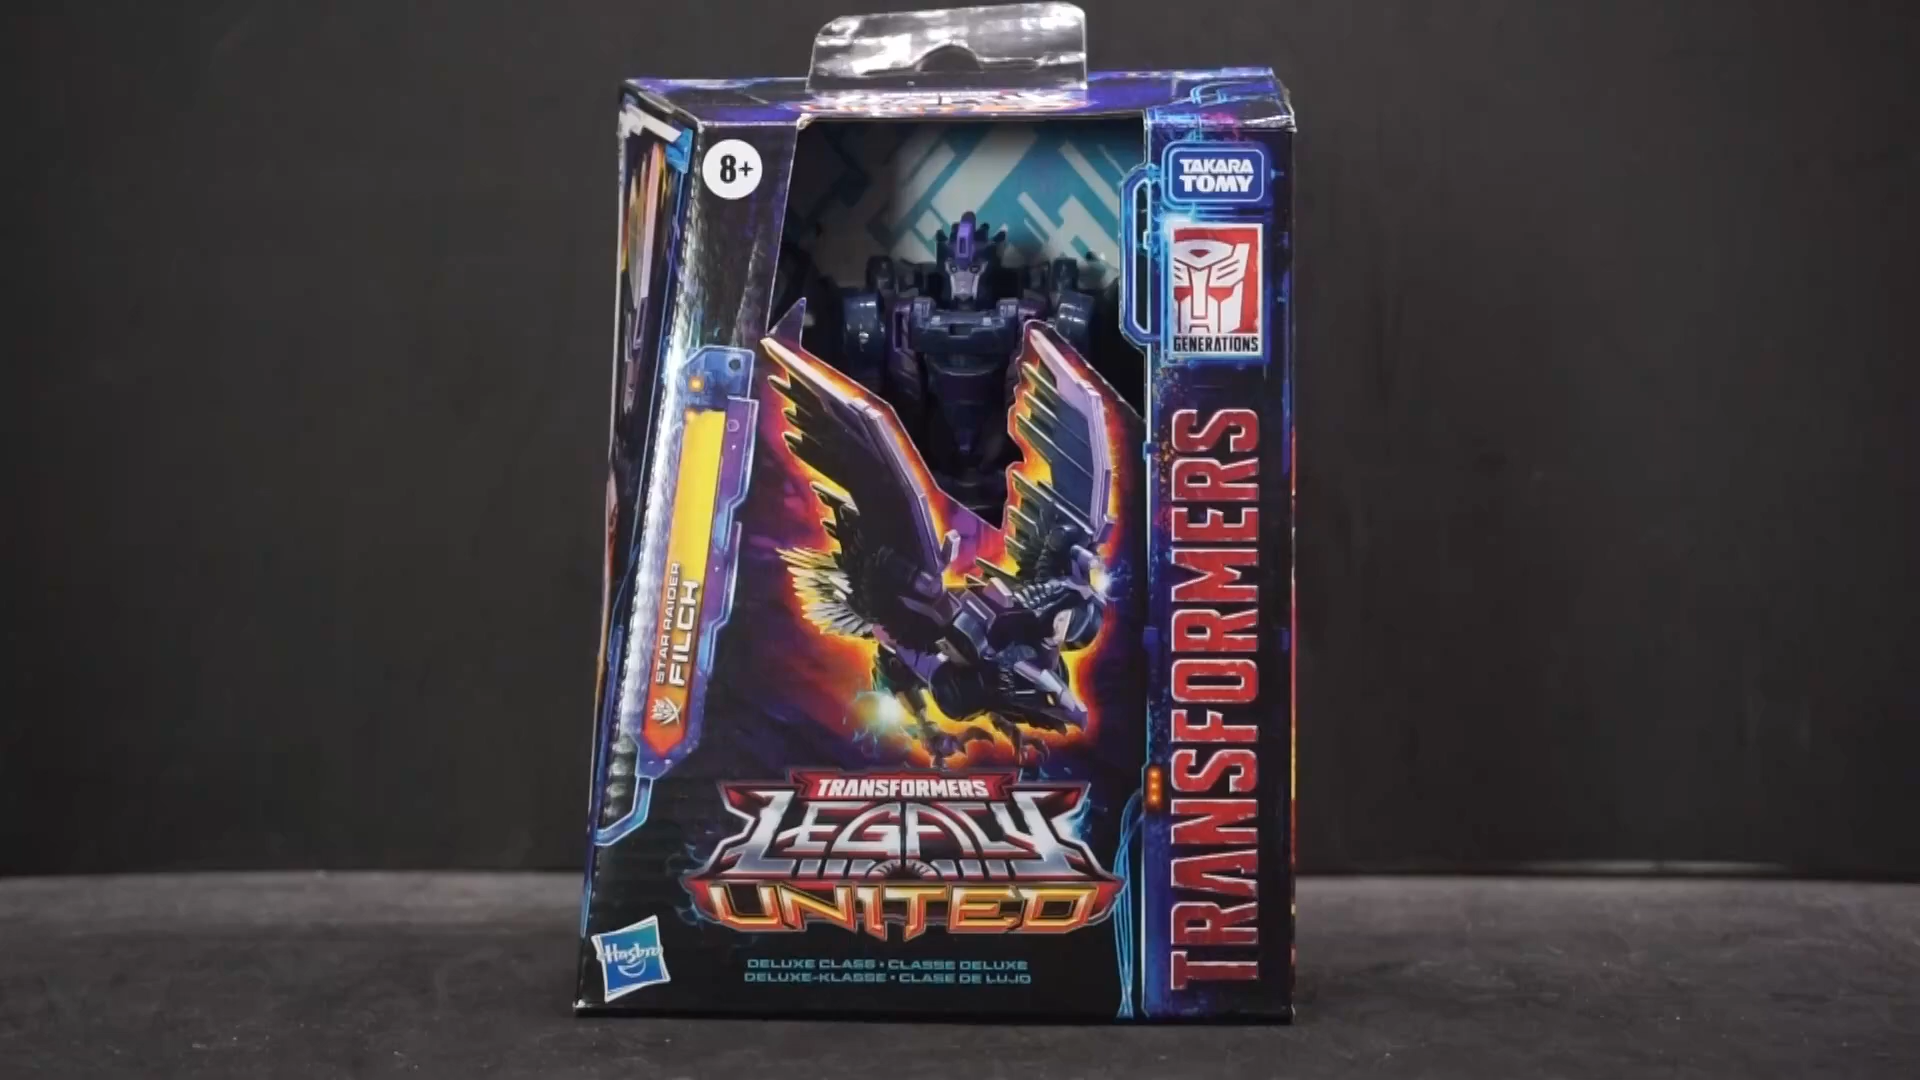 8+
TAKARA
TOMY
GENERATIONS
TRANSFORMERS
STAR RAIDER
FILCH
TRANSFORMERS
LEGACY
UNITED
Hasbro
DELUXE CLASS • CLASSE DELUXE
DELUXE-KLASSE • CLASE DE LUJO